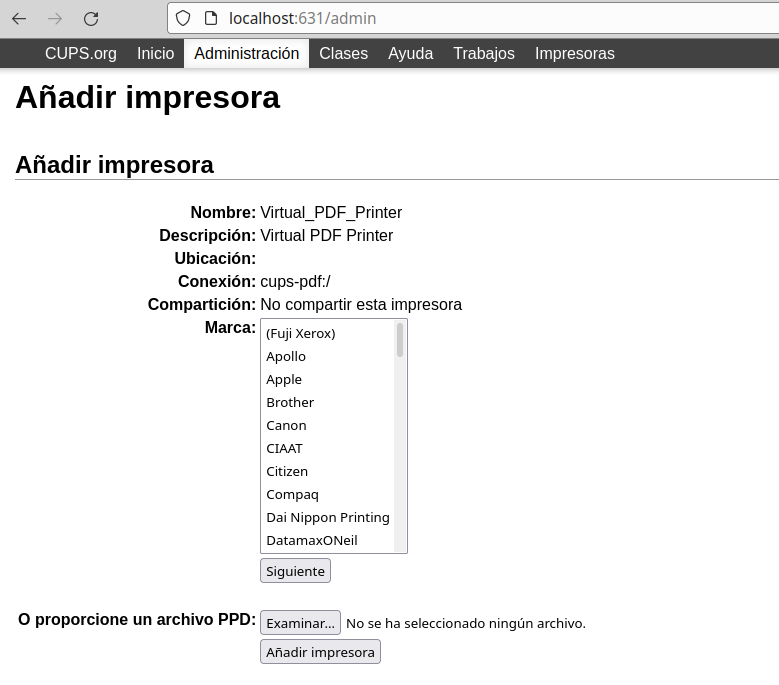 localhost:631/admin
CUPS.org Inicio Administración Clases Ayuda Trabajos Impresoras
Añadir impresora
Añadir impresora
Nombre: Virtual_PDF_Printer
Descripción: Virtual PDF Printer
Ubicación:
Conexión: cups-pdf:/
Compartición: No compartir esta impresora
Marca:
(Fuji Xerox)
Apollo
Apple
Brother
Canon
CIAAT
Citizen
Compaq
Dai Nippon Printing
DatamaxONeil
Siguiente
O proporcione un archivo PPD: Examinar... No se ha seleccionado ningún archivo.
Añadir impresora